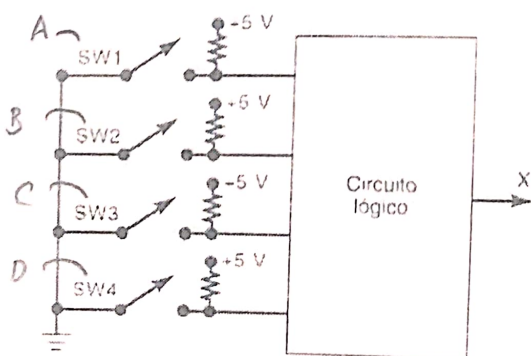 A
-5 V
SW1
B
+5 V
SW2
C
-5 V
SW3
Circuito
lógico
X
D
+5 V
SW4